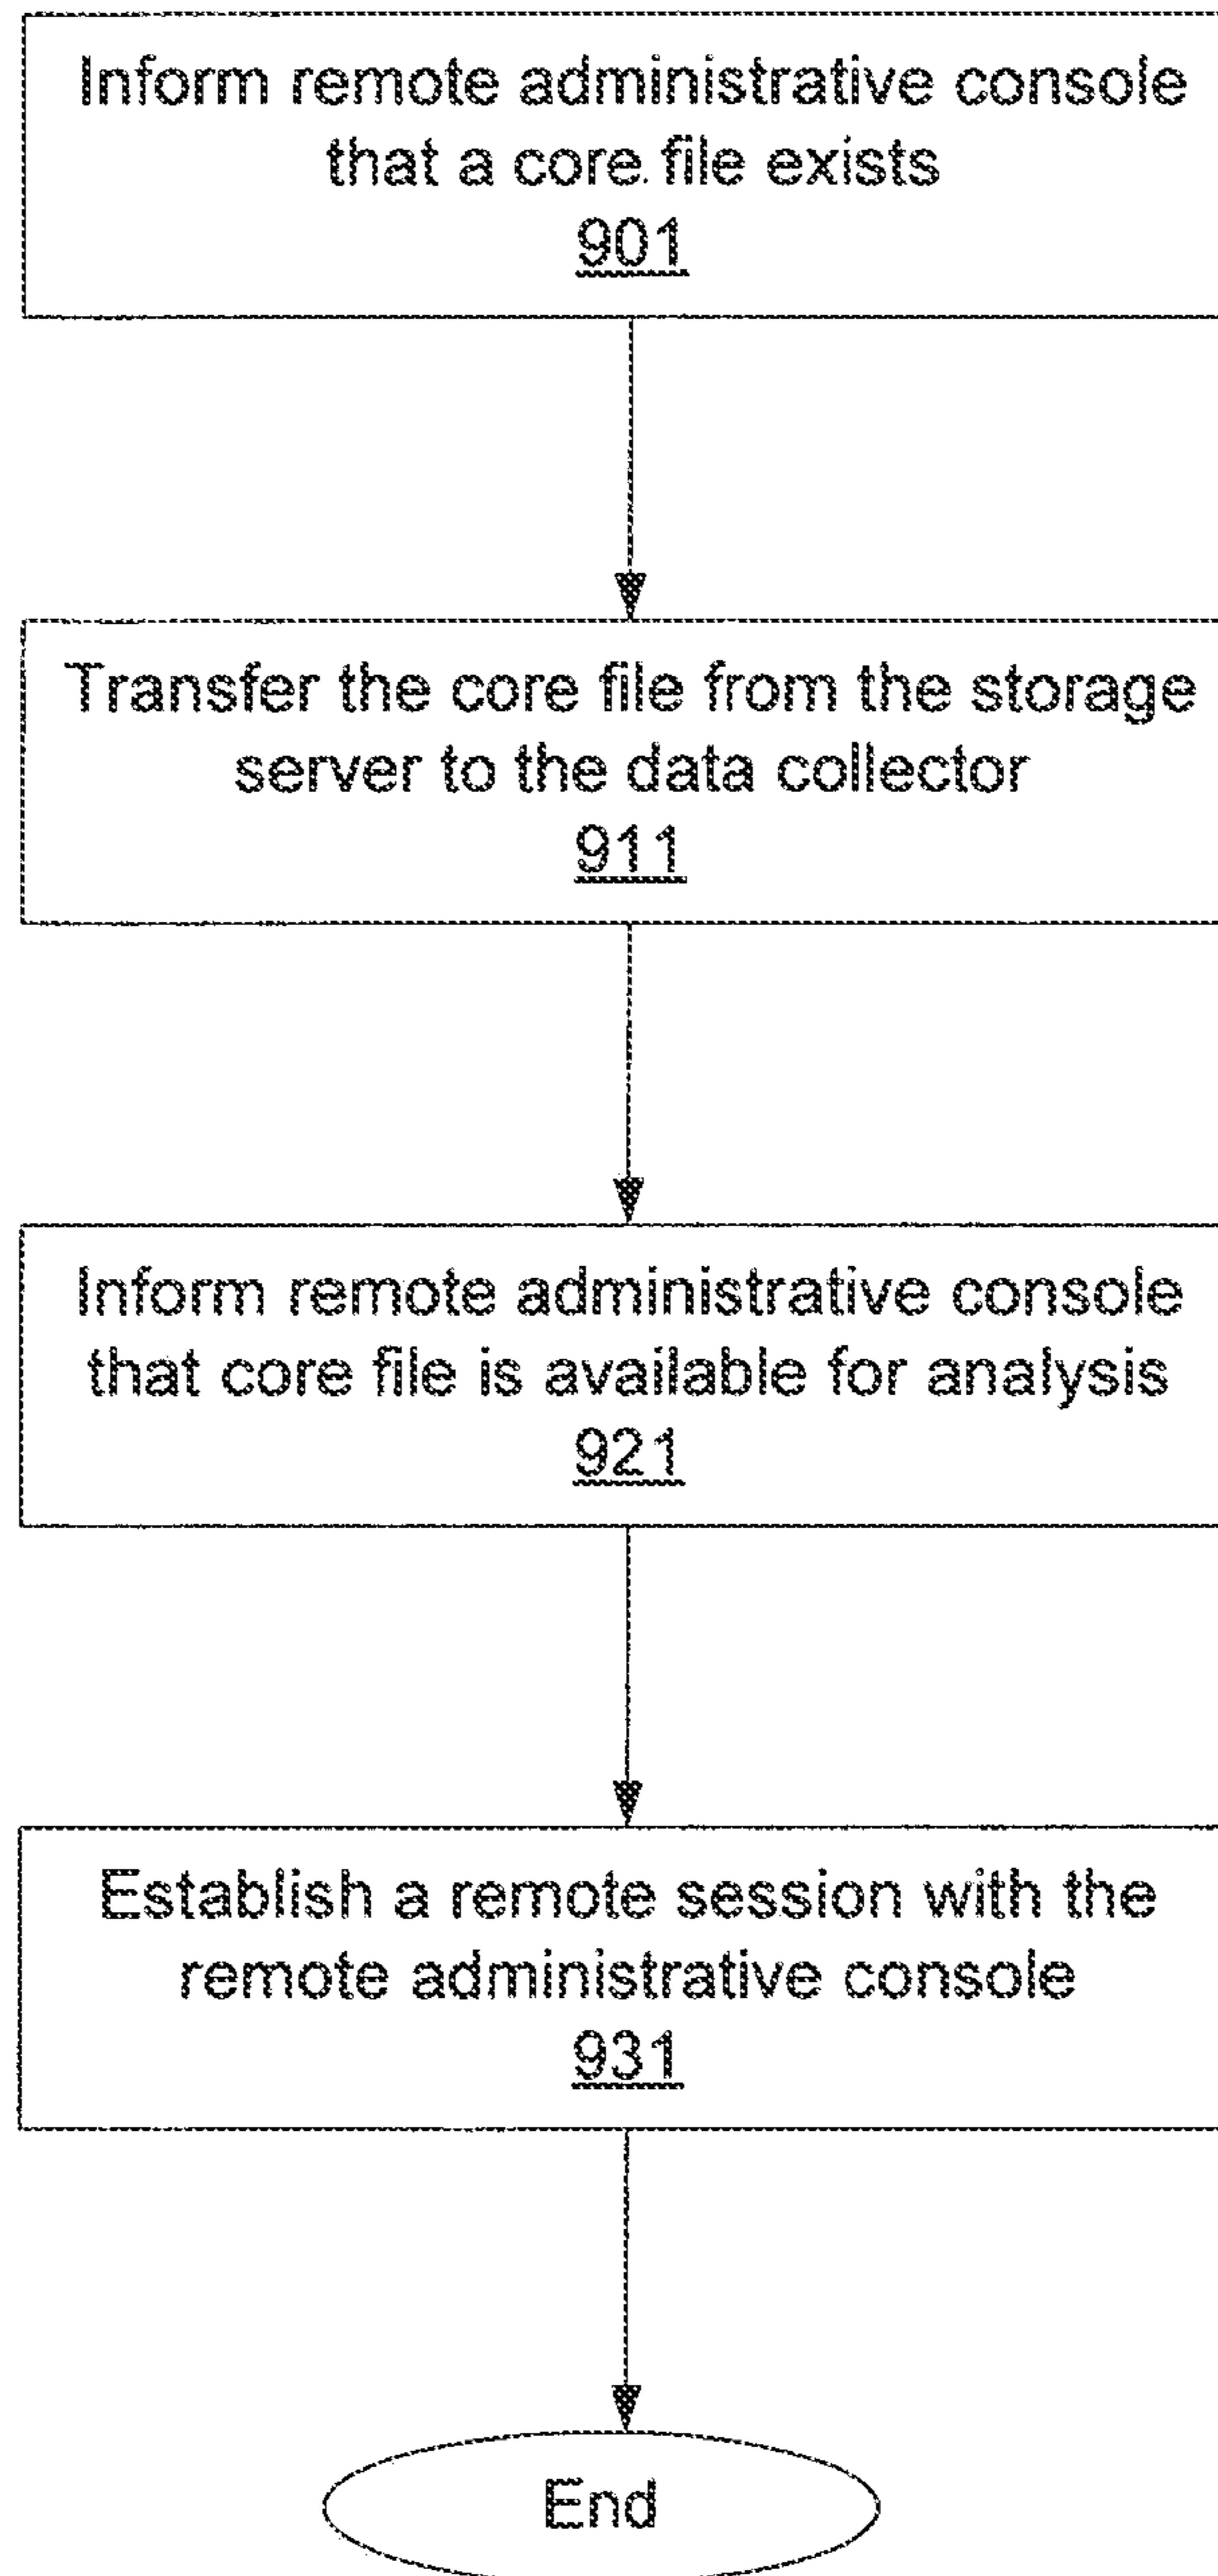 Inform remote administrative console
that a core file exists
901
Transfer the core file from the storage
server to the data collector
911
Inform remote administrative console
that core file is available for analysis
921
Establish a remote session with the
remote administrative console
931
End